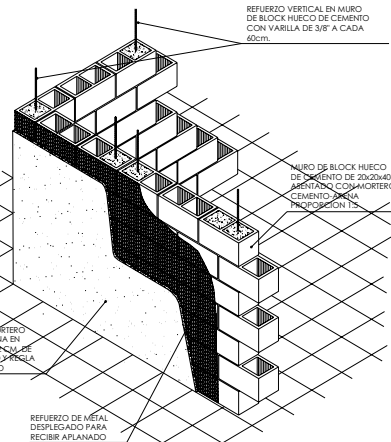 REFUERZO VERTICAL EN MURO
DE BLOCK HUECO DE CEMENTO
CON VARILLA DE 3/8" A CADA
60cm.
MURO DE BLOCK HUECO
DE CEMENTO DE 20x20x40
ASENTADO CON MORTERO
CEMENTO-ARENA
PROPORCION 1:5
RTERO
NA EN
CM. DE
Y REGLA
O
REFUERZO DE METAL
DESPLEGADO PARA
RECIBIR APLANADO